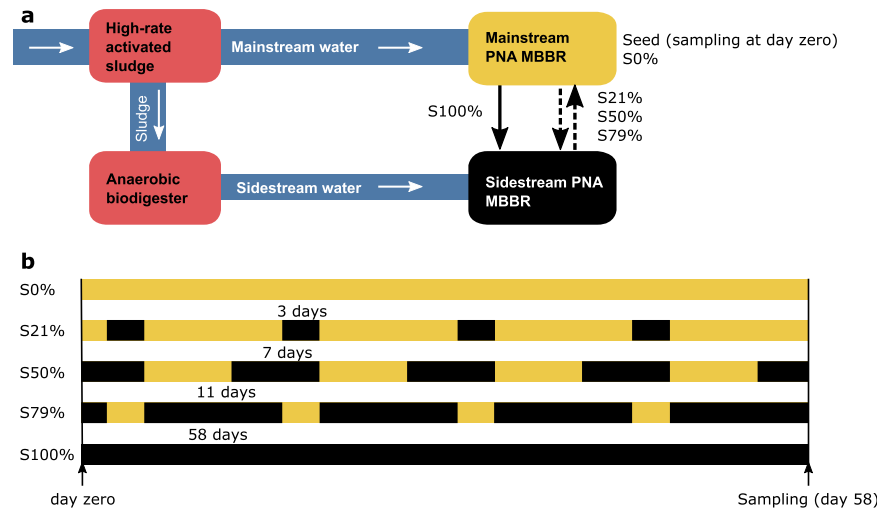 a
High-rate
activated
sludge
Mainstream water
Mainstream
PNA MBBR
Seed (sampling at day zero)
S0%
Sludge
S100%
S21%
S50%
S79%
Anaerobic
biodigester
Sidestream water
Sidestream PNA
MBBR
b
S0%
3 days
S21%
7 days
S50%
11 days
S79%
58 days
S100%
day zero
Sampling (day 58)